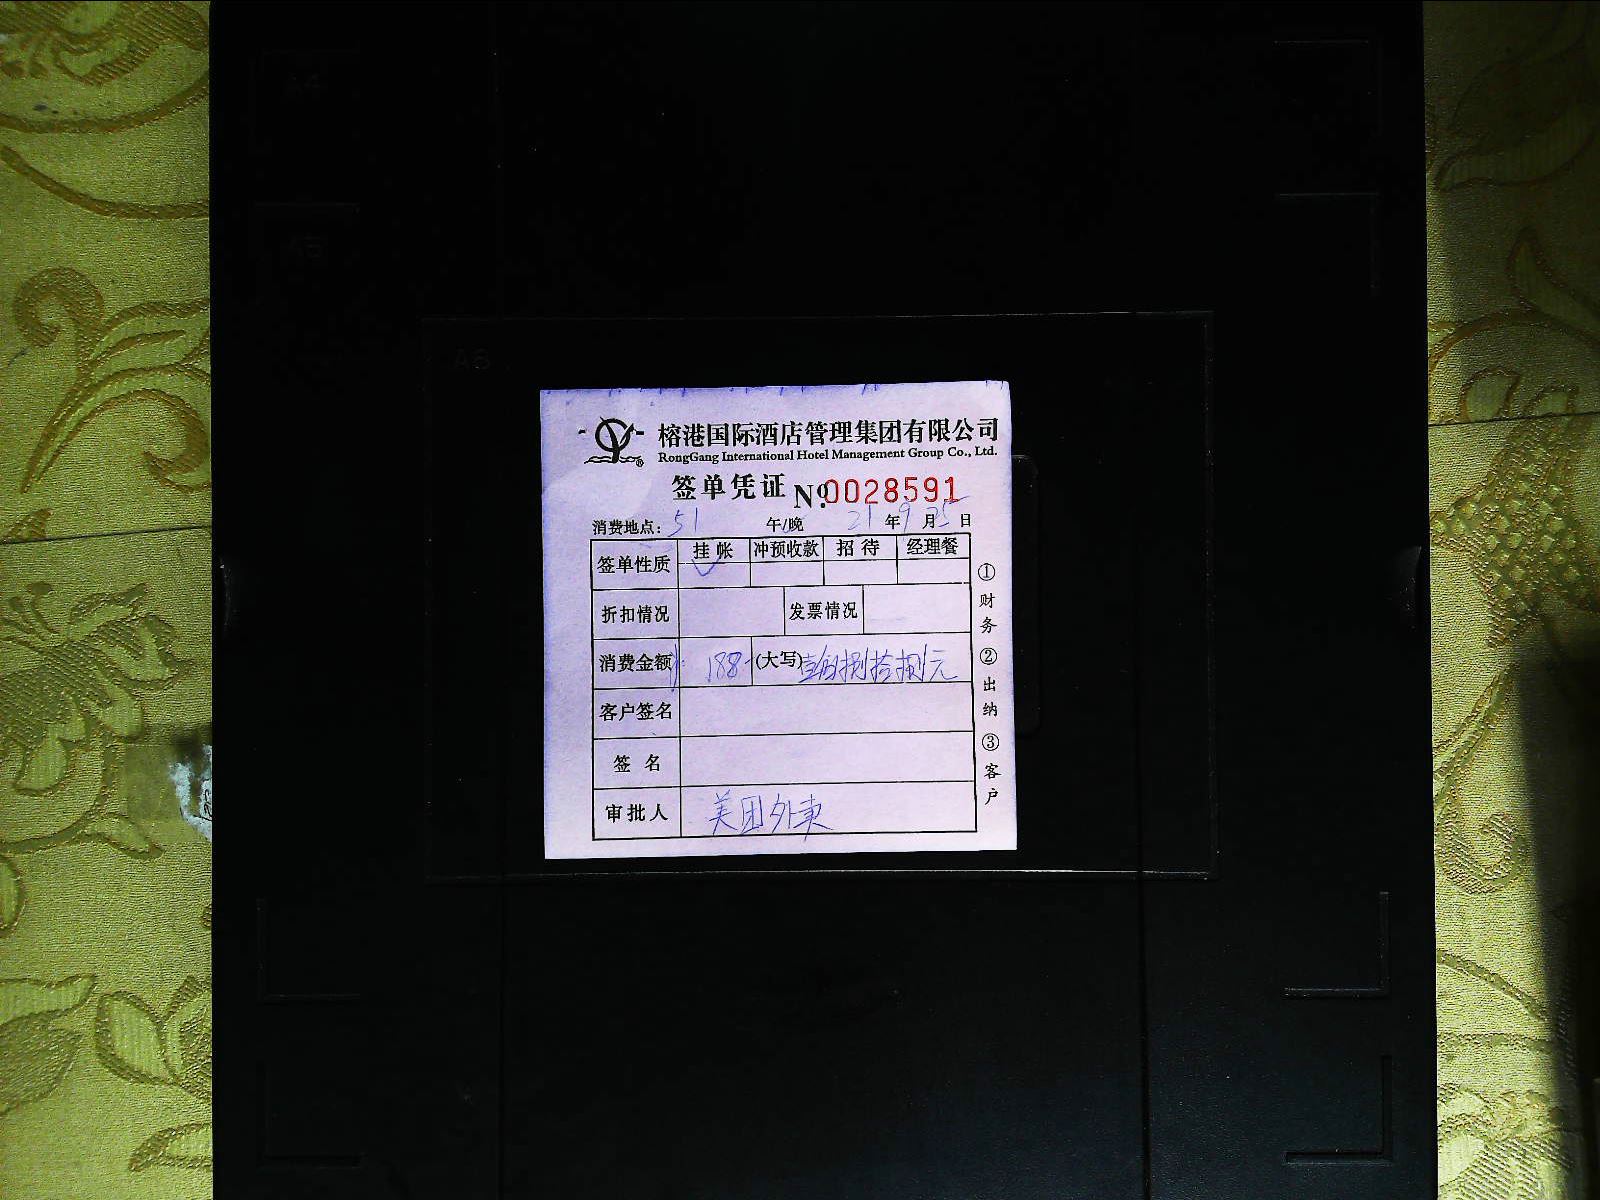 A5
A6
榕港国际酒店管理集团有限公司
RongGang International Hotel Management Group Co., Ltd.
签单凭证 No. 0028591
消费地点: 51 午/晚 21 年 9 月 25 日
签单性质 挂帐 冲预收款 招待 经理餐
折扣情况 发票情况
消费金额 188- (大写) 壹佰捌拾捌元
客户签名
签名
审批人 美团外卖
①财务 ②出纳 ③客户